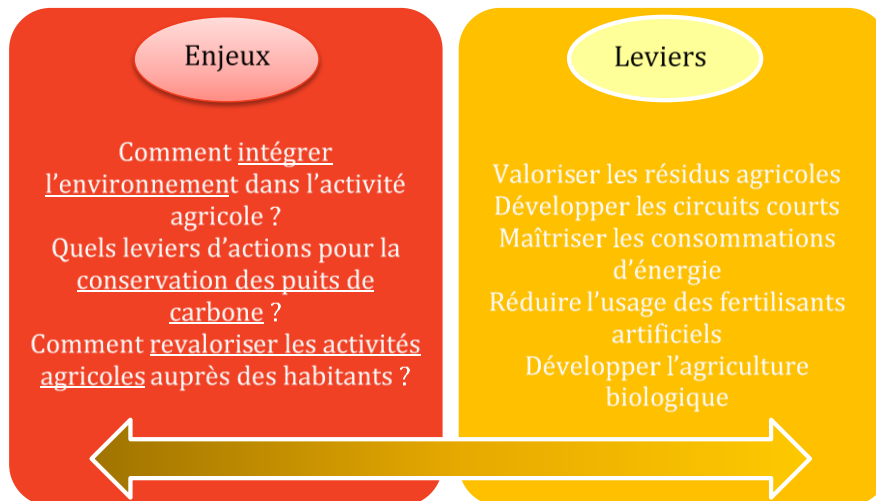 Enjeux
Comment intégrer
l'environnement dans l'activité
agricole ?
Quels leviers d'actions pour la
conservation des puits de
carbone ?
Comment revaloriser les activités
agricoles auprès des habitants ?
Leviers
Valoriser les résidus agricoles
Développer les circuits courts
Maîtriser les consommations
d'énergie
Réduire l'usage des fertilisants
artificiels
Développer l'agriculture
biologique